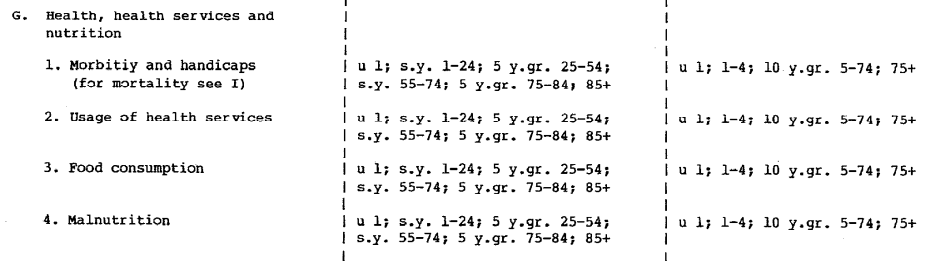 G. Health, health services and
nutrition
1. Morbitiy and handicaps | u 1; s.y. 1-24; 5 y.gr. 25-54; | u 1; 1-4; 10 y.gr. 5-74; 75+
(for mortality see I) | s.y. 55-74; 5 y.gr. 75-84; 85+
2. Usage of health services | u 1; s.y. 1-24; 5 y.gr. 25-54; | u 1; 1-4; 10 y.gr. 5-74; 75+
| s.y. 55-74; 5 y.gr. 75-84; 85+
3. Food consumption | u 1; s.y. 1-24; 5 y.gr. 25-54; | u 1; 1-4; 10 y.gr. 5-74; 75+
| s.y. 55-74; 5 y.gr. 75-84; 85+
4. Malnutrition | u 1; s.y. 1-24; 5 y.gr. 25-54; | u 1; 1-4; 10 y.gr. 5-74; 75+
| s.y. 55-74; 5 y.gr. 75-84; 85+